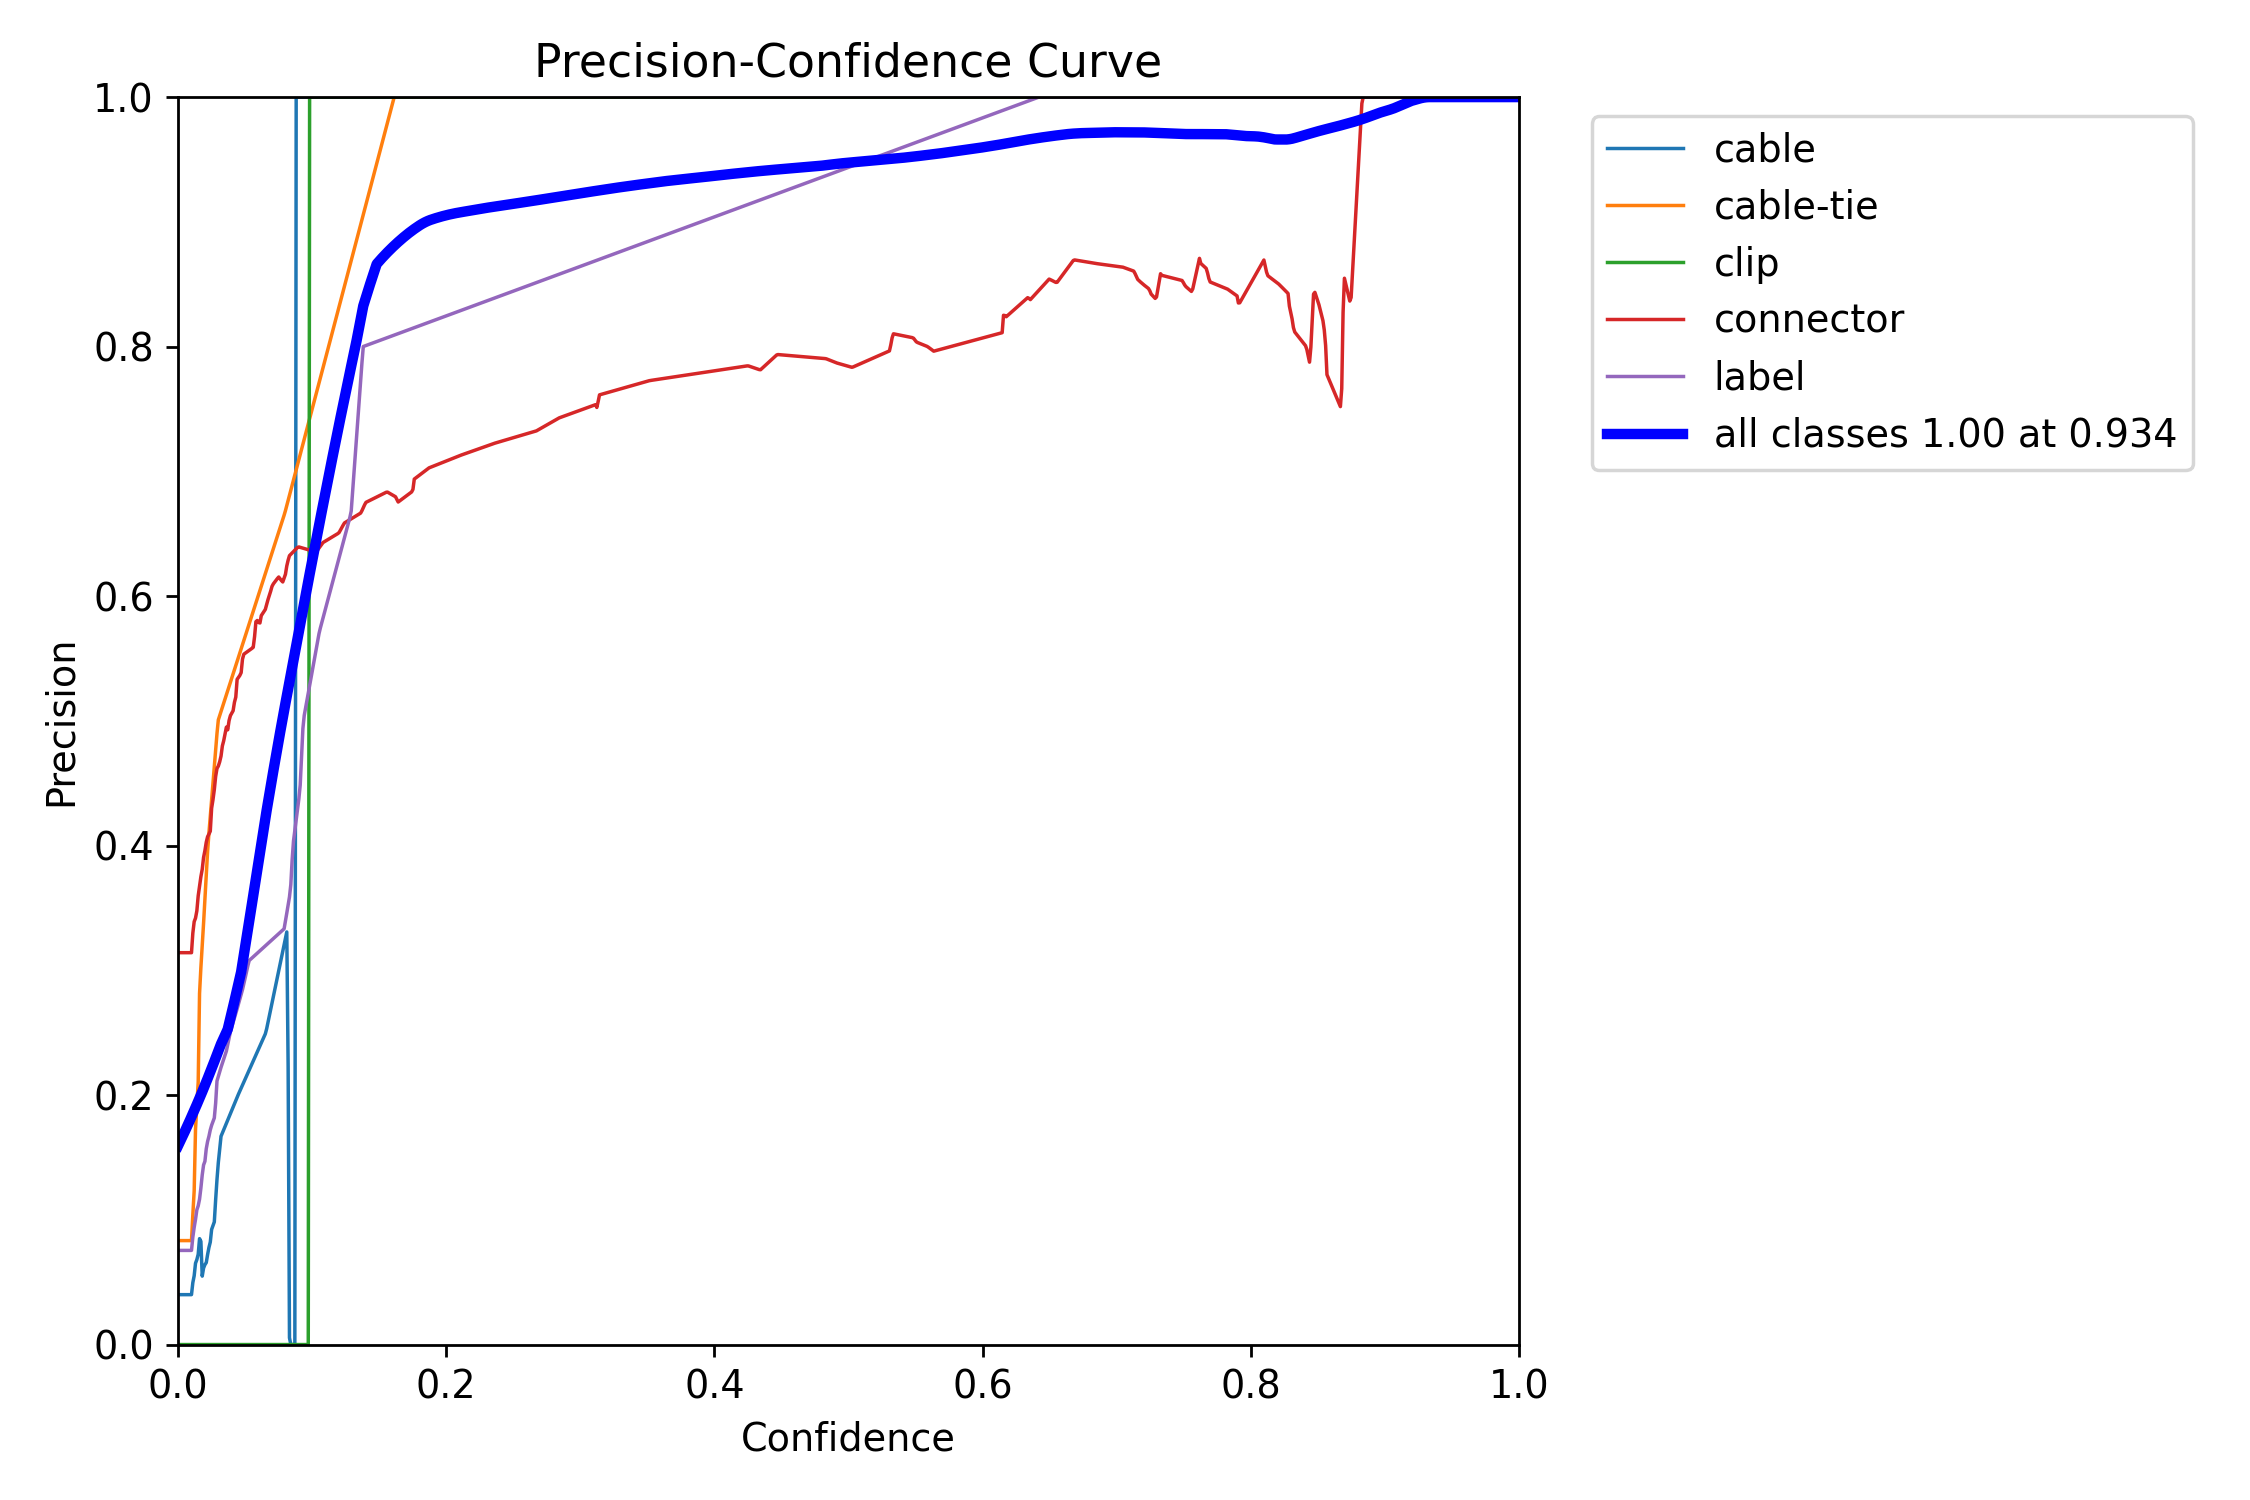 Precision-Confidence Curve
1.0
0.8
0.6
0.4
0.2
0.0
Precision
0.0 0.2 0.4 0.6 0.8 1.0
Confidence
cable
cable-tie
clip
connector
label
all classes 1.00 at 0.934